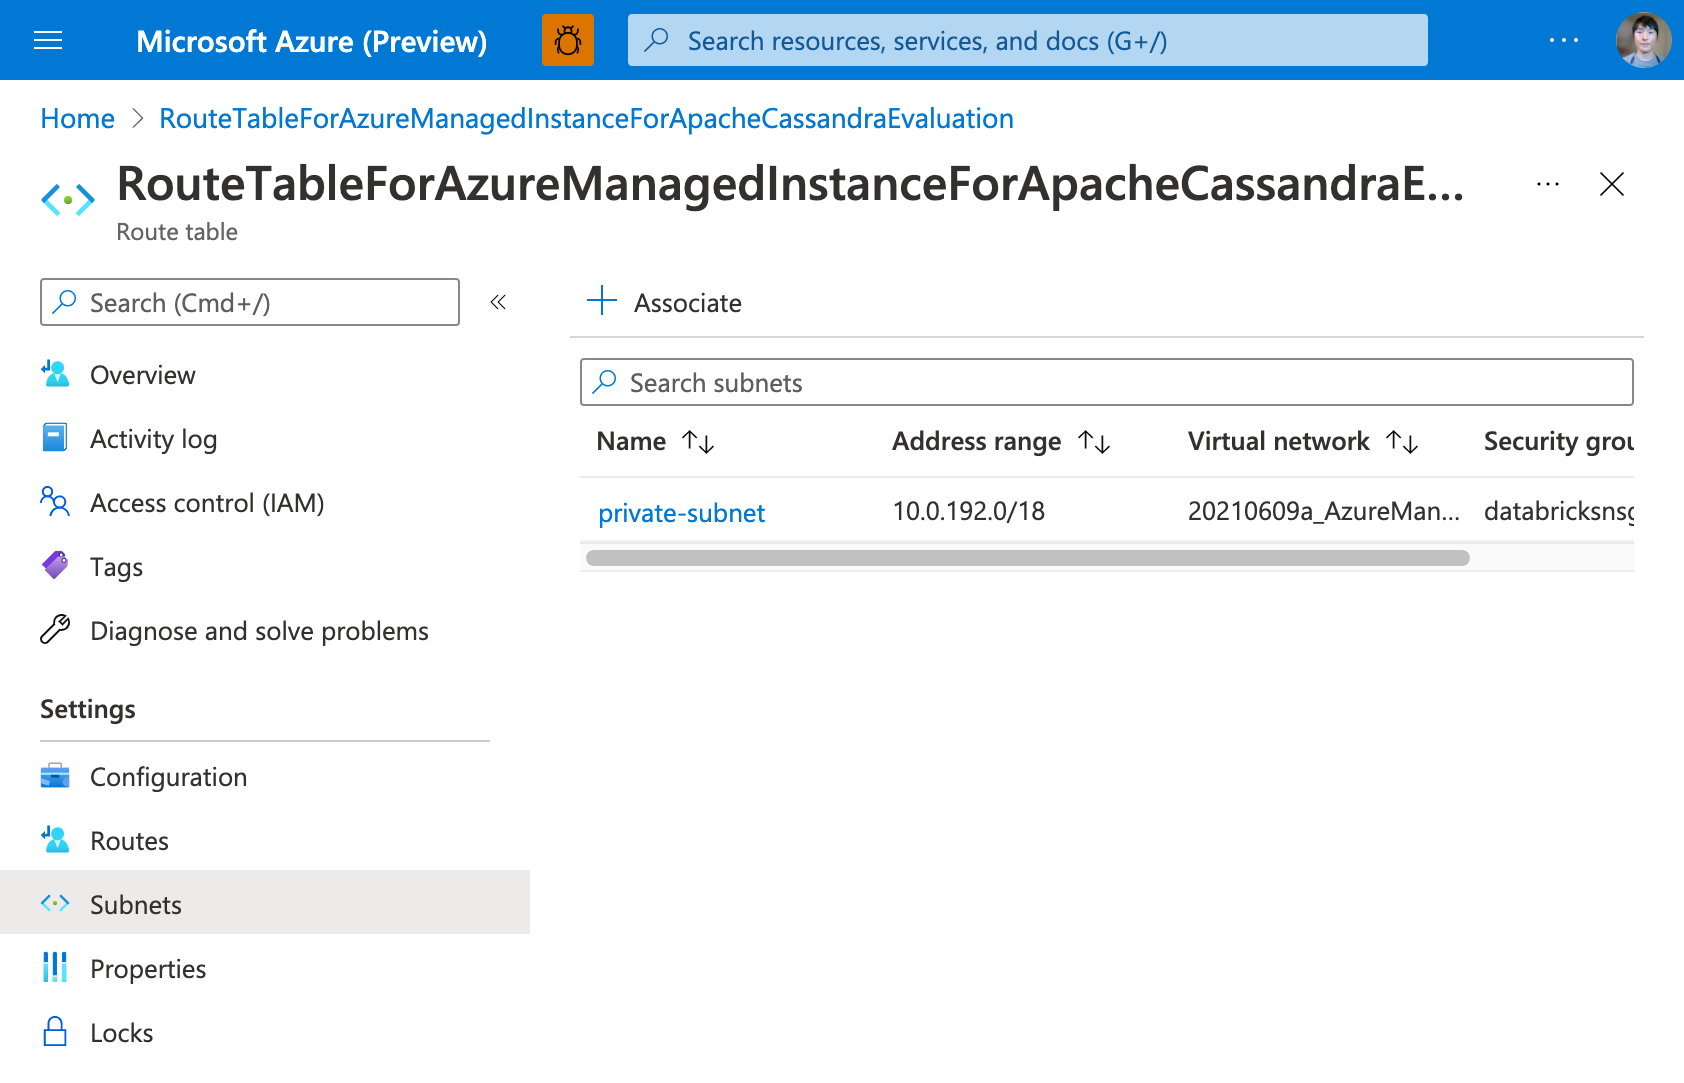 Microsoft Azure (Preview)
Search resources, services, and docs (G+/)
Home > RouteTableForAzureManagedInstanceForApacheCassandraEvaluation
RouteTableForAzureManagedInstanceForApacheCassandraE...
Route table
Search (Cmd+/)
Overview
Activity log
Access control (IAM)
Tags
Diagnose and solve problems
Settings
Configuration
Routes
Subnets
Properties
Locks
Associate
Search subnets
Name Address range Virtual network Security grou
private-subnet 10.0.192.0/18 20210609a_AzureMan... databricksnsg